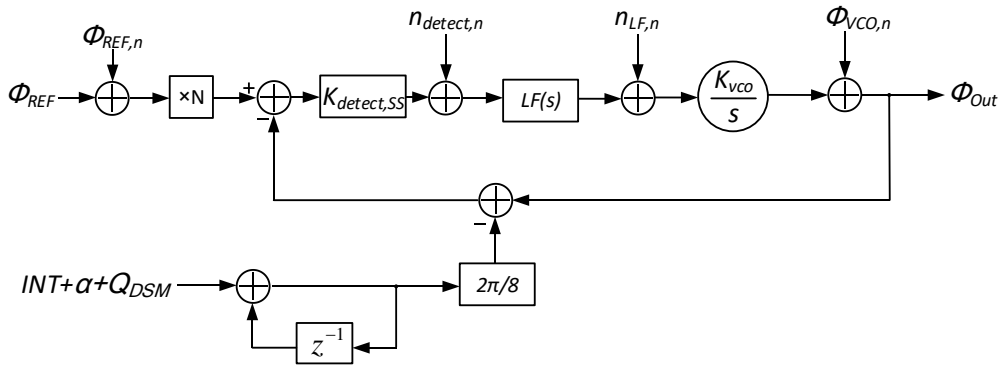 Φ_REF,n
n_detect,n
n_LF,n
Φ_VCO,n
Φ_REF
×N
+
−
K_detect,SS
LF(s)
K_vco
s
Φ_Out
−
INT+α+Q_DSM
2π/8
z^−1